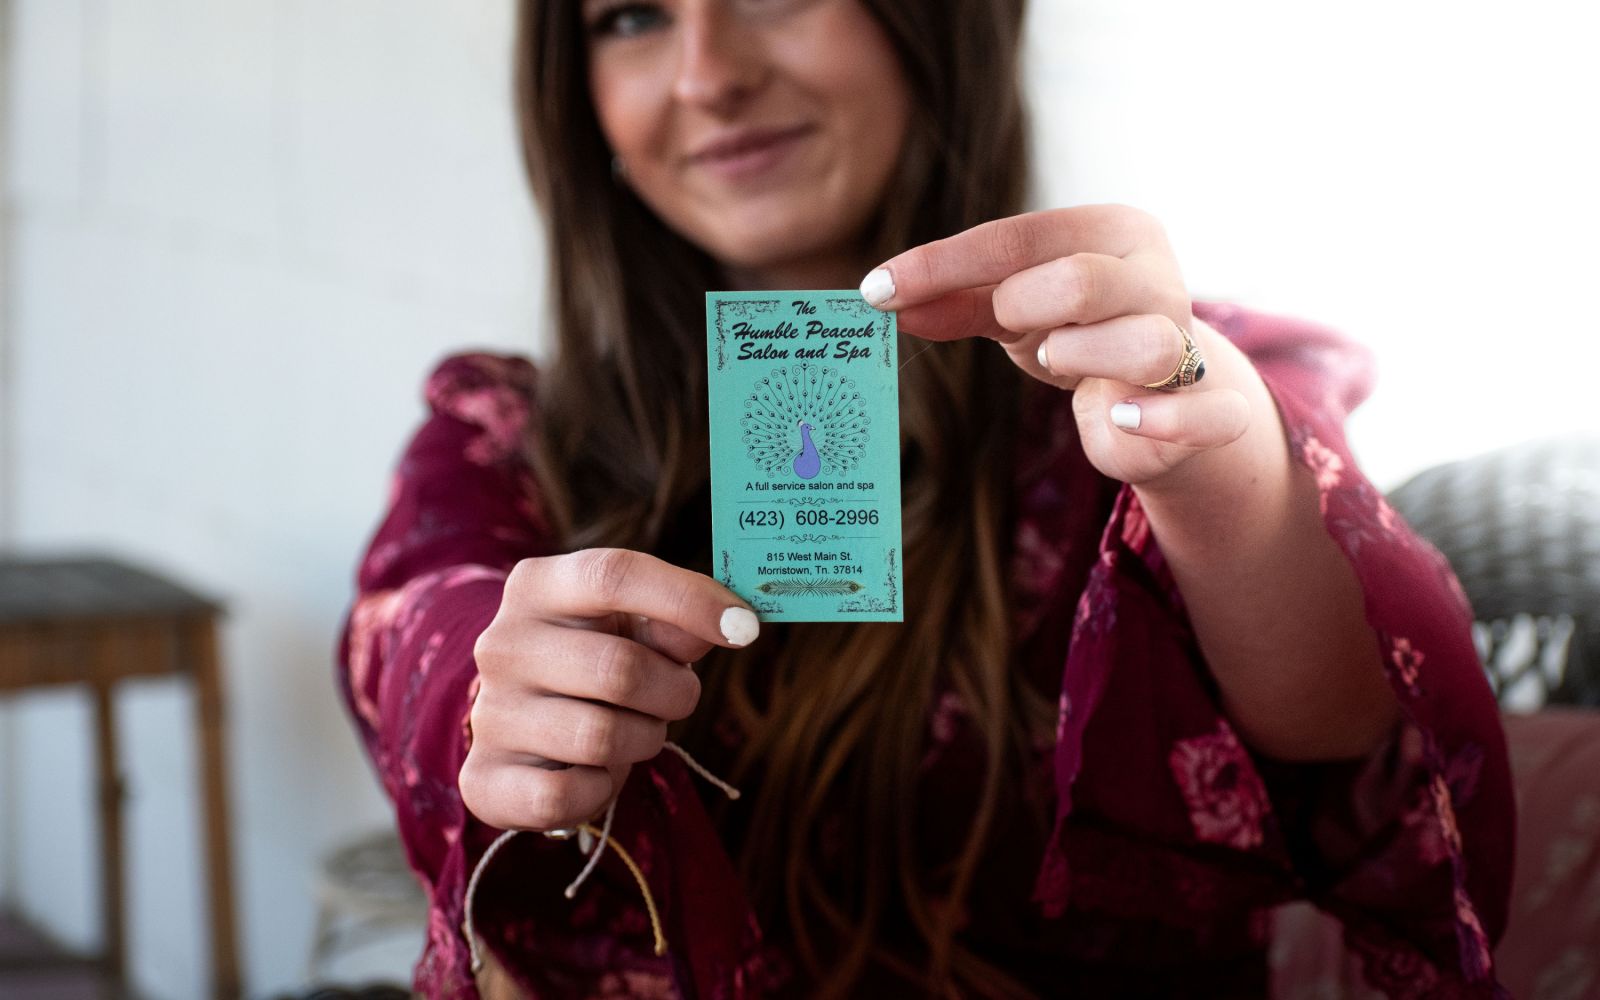 The
Humble Peacock
Salon and Spa
A full service salon and spa
(423) 608-2996
815 West Main St.
Morristown, Tn. 37814